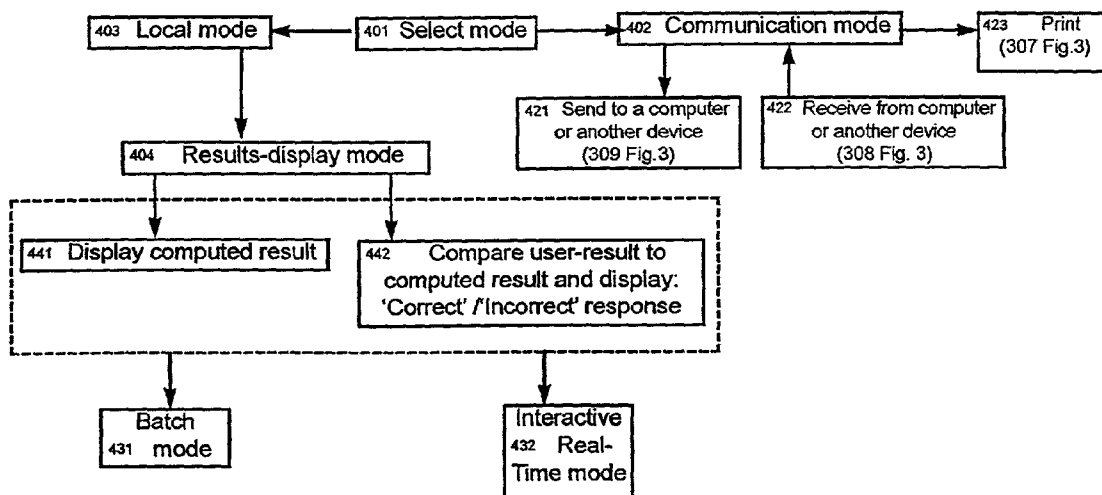 403 Local mode
401 Select mode
402 Communication mode
423 Print
(307 Fig.3)
421 Send to a computer
or another device
(309 Fig.3)
422 Receive from computer
or another device
(308 Fig. 3)
404 Results-display mode
441 Display computed result
442 Compare user-result to
computed result and display:
'Correct' /'Incorrect' response
Batch
431 mode
Interactive
432 Real-
Time mode